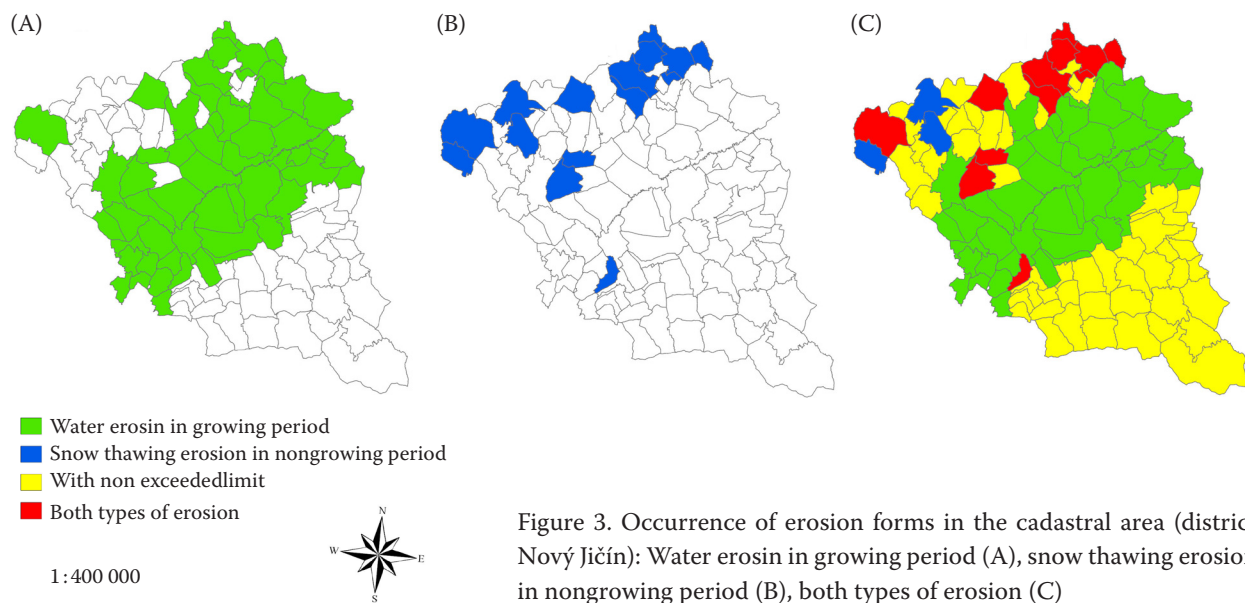 (A)
(B)
(C)
Water erosin in growing period
Snow thawing erosion in nongrowing period
With non exceededlimit
Both types of erosion
1:400 000
N
W
E
S
Figure 3. Occurrence of erosion forms in the cadastral area (distric
Nový Jičín): Water erosin in growing period (A), snow thawing erosion
in nongrowing period (B), both types of erosion (C)